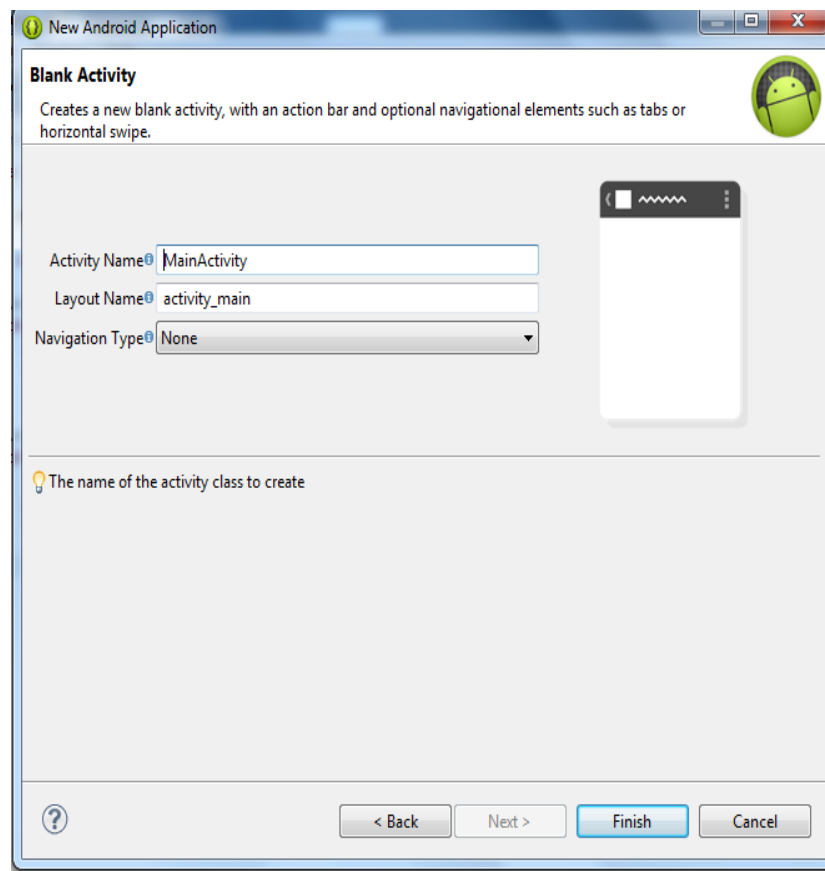 New Android Application
Blank Activity
Creates a new blank activity, with an action bar and optional navigational elements such as tabs or
horizontal swipe.
Activity Name MainActivity
Layout Name activity_main
Navigation Type None
The name of the activity class to create
< Back Next > Finish Cancel